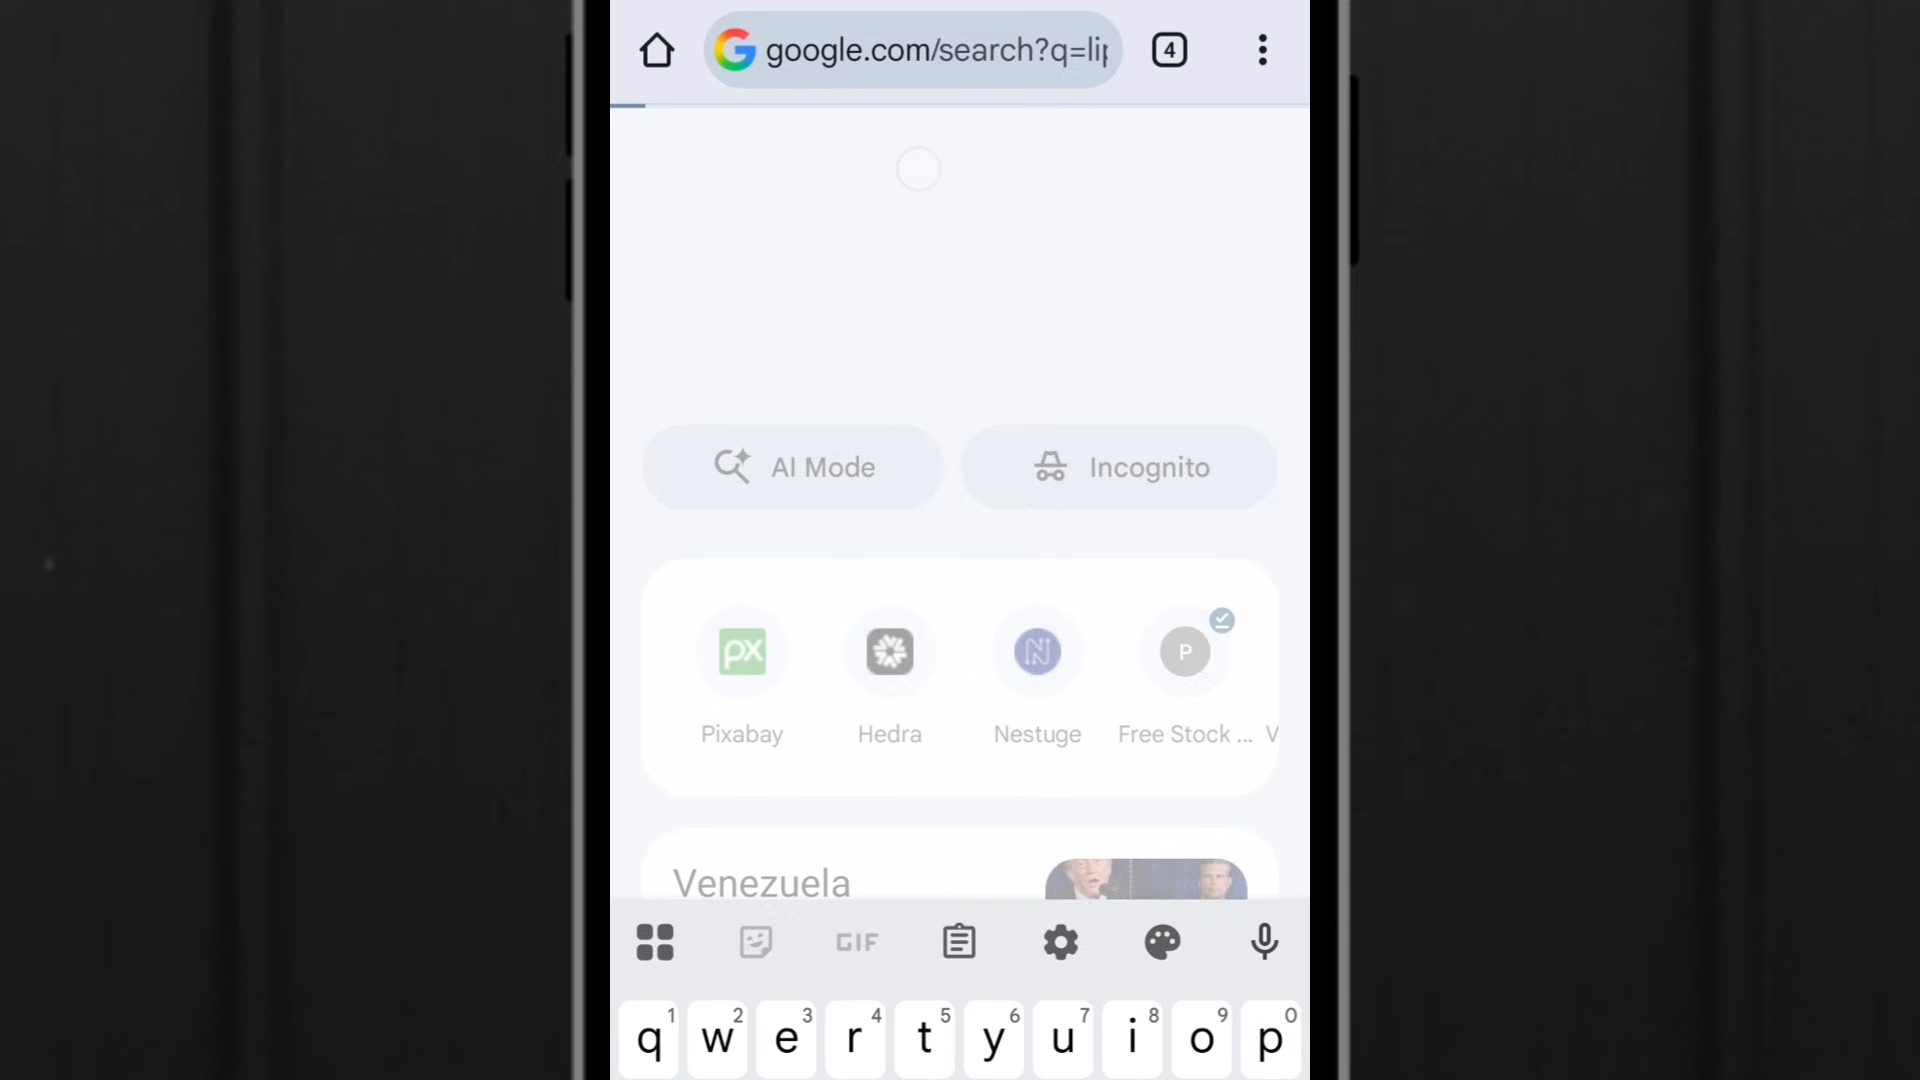 google.com/search?q=lip
4
AI Mode
Incognito
px
P
Pixabay
Hedra
Nestuge
Free Stock ...
V
Venezuela
GIF
1 2 3 4 5 6 7 8 9 0
q w e r t y u i o p